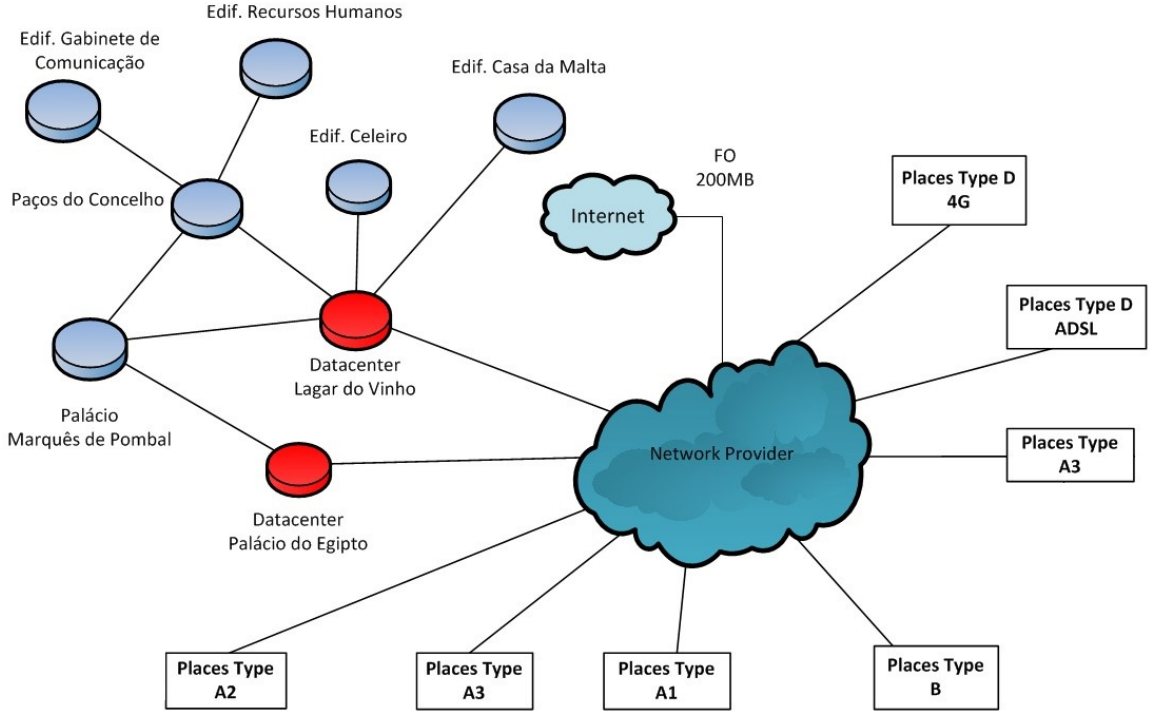 Edif. Recursos Humanos
Edif. Gabinete de
Comunicação
Edif. Casa da Malta
Edif. Celeiro
FO
200MB
Places Type D
4G
Paços do Concelho
Internet
Places Type D
ADSL
Datacenter
Lagar do Vinho
Palácio
Marquês de Pombal
Network Provider
Places Type
A3
Datacenter
Palácio do Egipto
Places Type
A2
Places Type
A3
Places Type
A1
Places Type
B